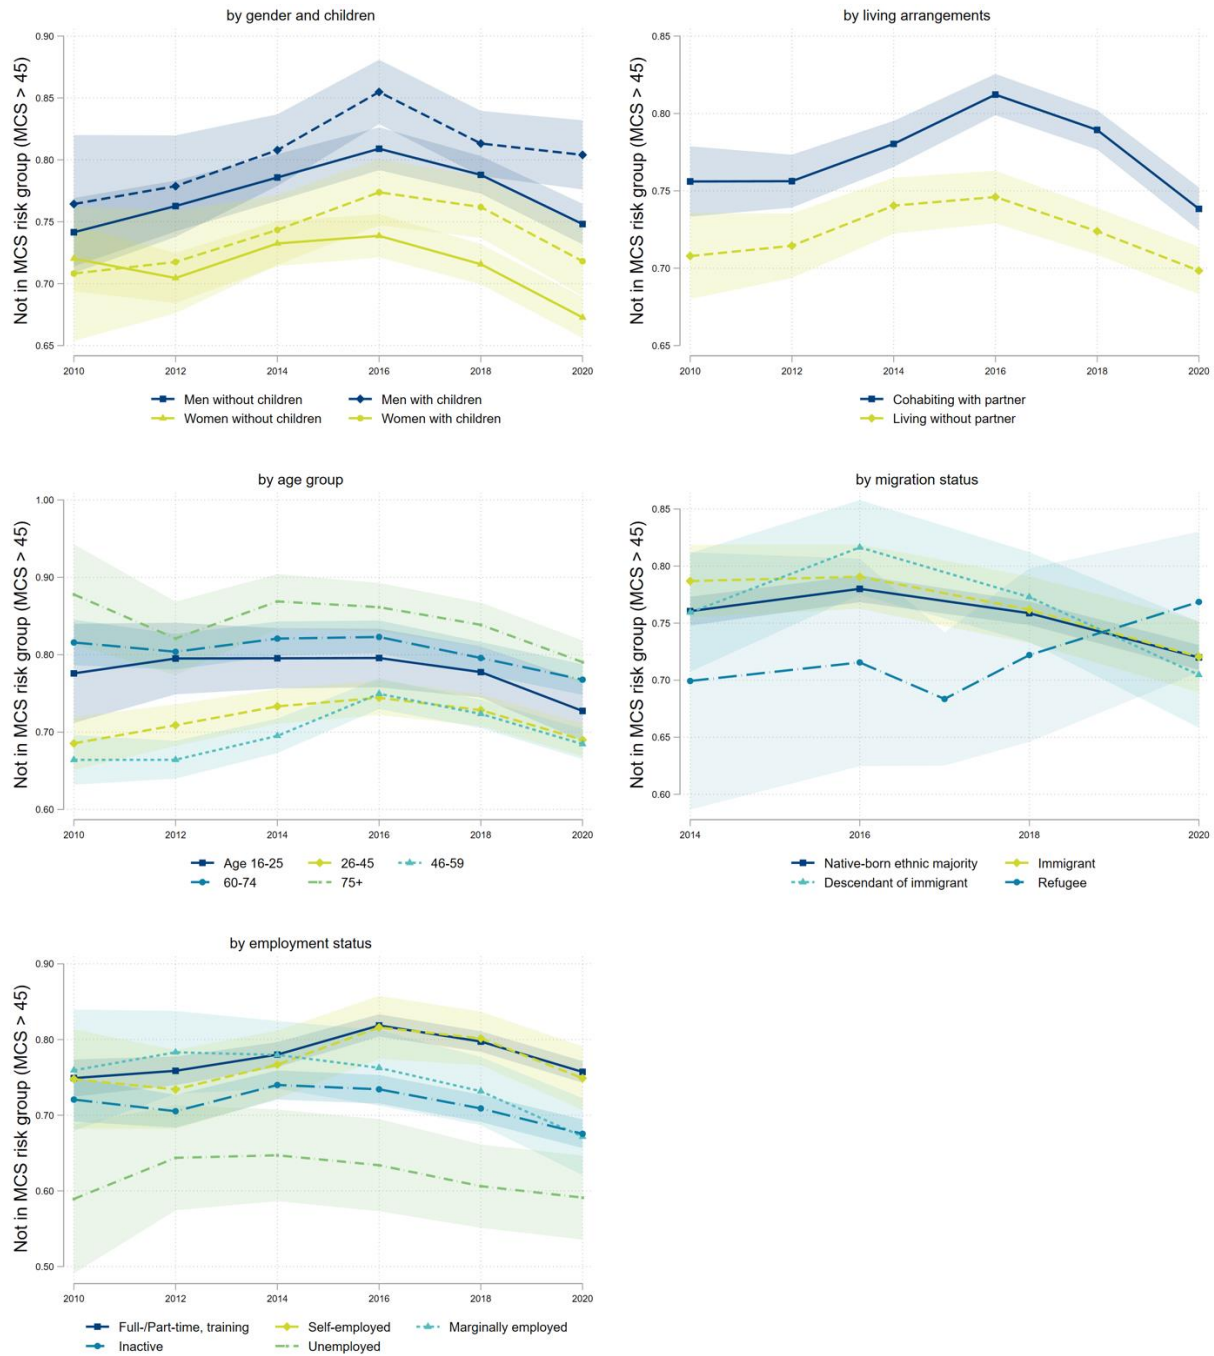 by gender and children
Not in MCS risk group (MCS > 45)
0.90
0.85
0.80
0.75
0.70
0.65
2010
2012
2014
2016
2018
2020
Men without children
Men with children
Women without children
Women with children
by living arrangements
Not in MCS risk group (MCS > 45)
0.85
0.80
0.75
0.70
0.65
2010
2012
2014
2016
2018
2020
Cohabiting with partner
Living without partner
by age group
Not in MCS risk group (MCS > 45)
1.00
0.90
0.80
0.70
0.60
2010
2012
2014
2016
2018
2020
Age 16-25
26-45
46-59
60-74
75+
by migration status
Not in MCS risk group (MCS > 45)
0.85
0.80
0.75
0.70
0.65
0.60
2014
2016
2018
2020
Native-born ethnic majority
Immigrant
Descendant of immigrant
Refugee
by employment status
Not in MCS risk group (MCS > 45)
0.90
0.80
0.70
0.60
0.50
2010
2012
2014
2016
2018
2020
Full-/Part-time, training
Self-employed
Marginally employed
Inactive
Unemployed